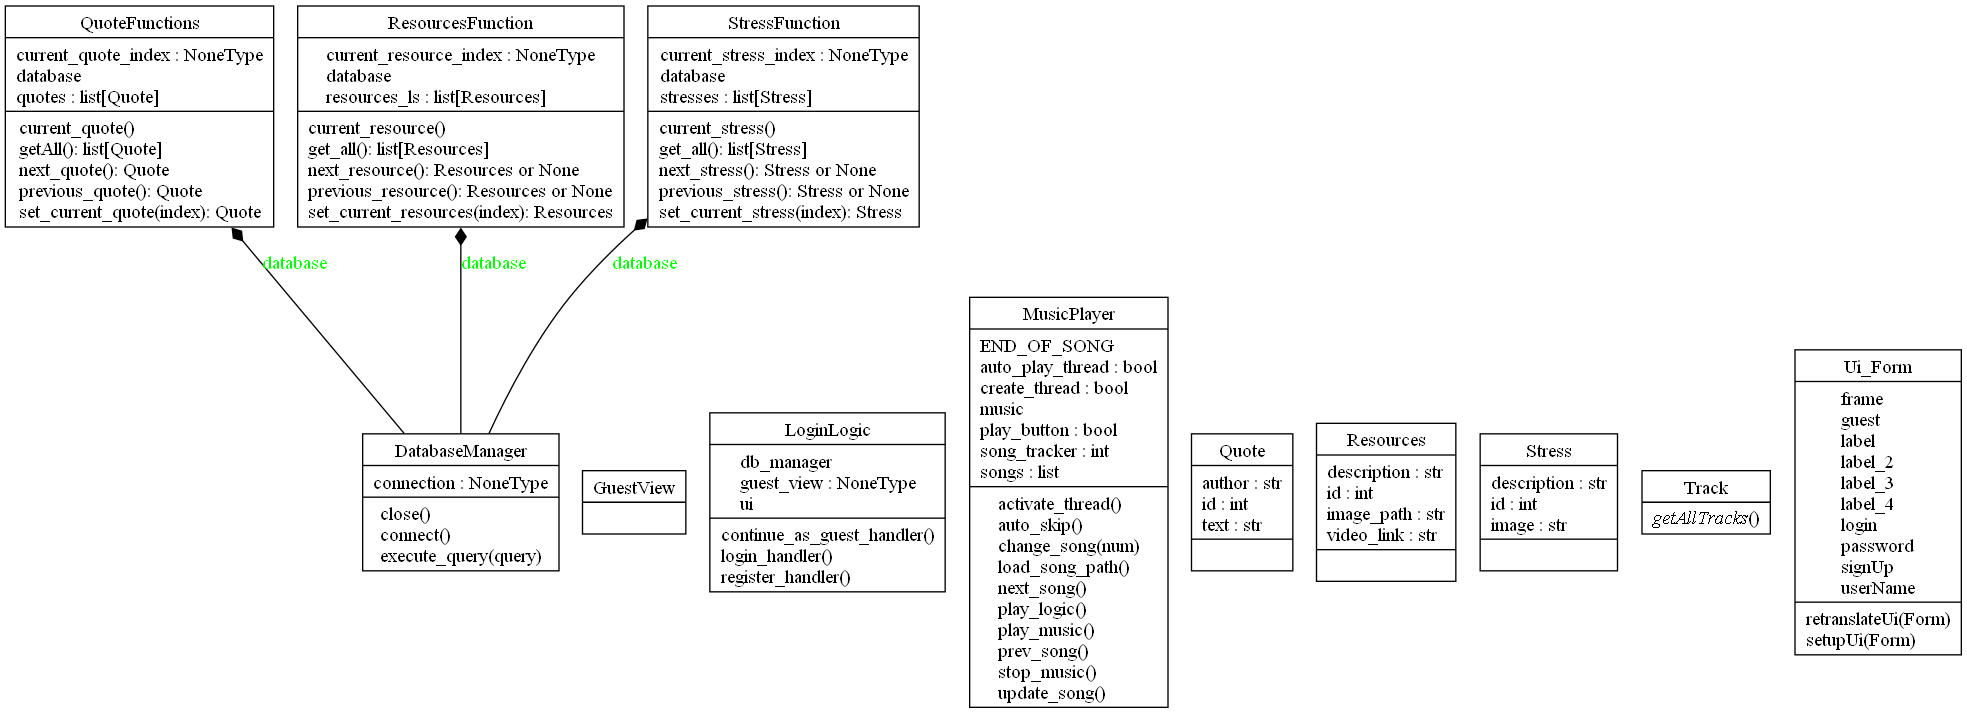 QuoteFunctions
current_quote_index : NoneType
database
quotes : list[Quote]
current_quote()
getAll(): list[Quote]
next_quote(): Quote
previous_quote(): Quote
set_current_quote(index): Quote
ResourcesFunction
current_resource_index : NoneType
database
resources_ls : list[Resources]
current_resource()
get_all(): list[Resources]
next_resource(): Resources or None
previous_resource(): Resources or None
set_current_resources(index): Resources
StressFunction
current_stress_index : NoneType
database
stresses : list[Stress]
current_stress()
get_all(): list[Stress]
next_stress(): Stress or None
previous_stress(): Stress or None
set_current_stress(index): Stress
database
database
database
DatabaseManager
connection : NoneType
close()
connect()
execute_query(query)
GuestView
LoginLogic
db_manager
guest_view : NoneType
ui
continue_as_guest_handler()
login_handler()
register_handler()
MusicPlayer
END_OF_SONG
auto_play_thread : bool
create_thread : bool
music
play_button : bool
song_tracker : int
songs : list
activate_thread()
auto_skip()
change_song(num)
load_song_path()
next_song()
play_logic()
play_music()
prev_song()
stop_music()
update_song()
Quote
author : str
id : int
text : str
Resources
description : str
id : int
image_path : str
video_link : str
Stress
description : str
id : int
image : str
Track
getAllTracks()
Ui_Form
frame
guest
label
label_2
label_3
label_4
login
password
signUp
userName
retranslateUi(Form)
setupUi(Form)